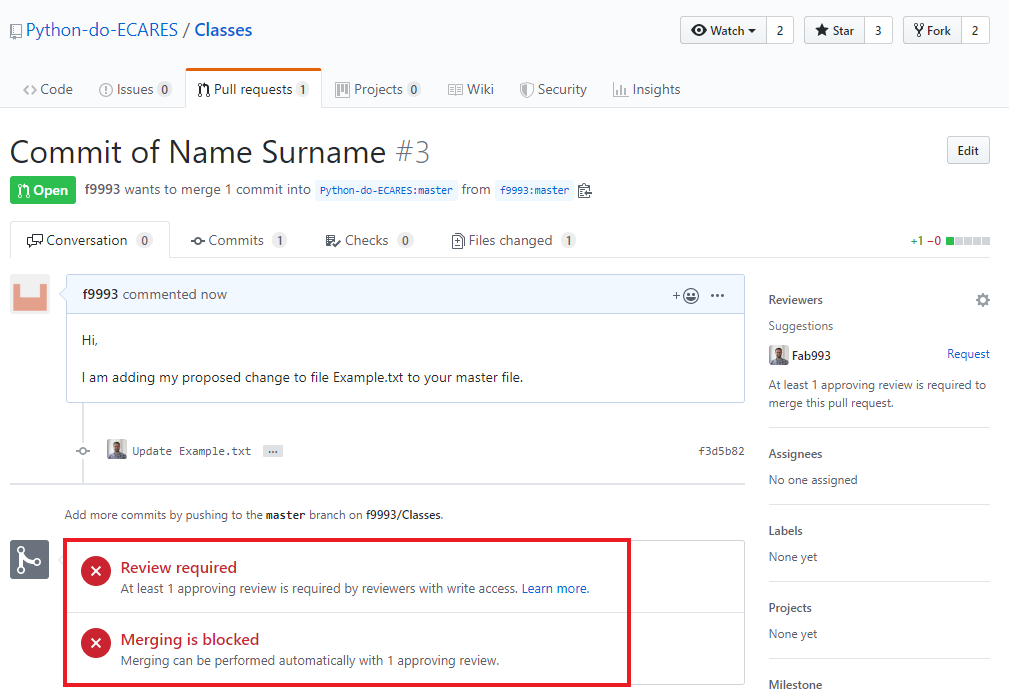 Python-do-ECARES / Classes
Watch 2 Star 3 Fork 2
Code Issues 0 Pull requests 1 Projects 0 Wiki Security Insights
Commit of Name Surname #3
Edit
Open f9993 wants to merge 1 commit into Python-do-ECARES:master from f9993:master
Conversation 0 Commits 1 Checks 0 Files changed 1 +1 −0
f9993 commented now
Hi,
I am adding my proposed change to file Example.txt to your master file.
Update Example.txt … f3d5b82
Add more commits by pushing to the master branch on f9993/Classes.
Review required
At least 1 approving review is required by reviewers with write access. Learn more.
Merging is blocked
Merging can be performed automatically with 1 approving review.
Reviewers
Suggestions
Fab993 Request
At least 1 approving review is required to
merge this pull request.
Assignees
No one assigned
Labels
None yet
Projects
None yet
Milestone